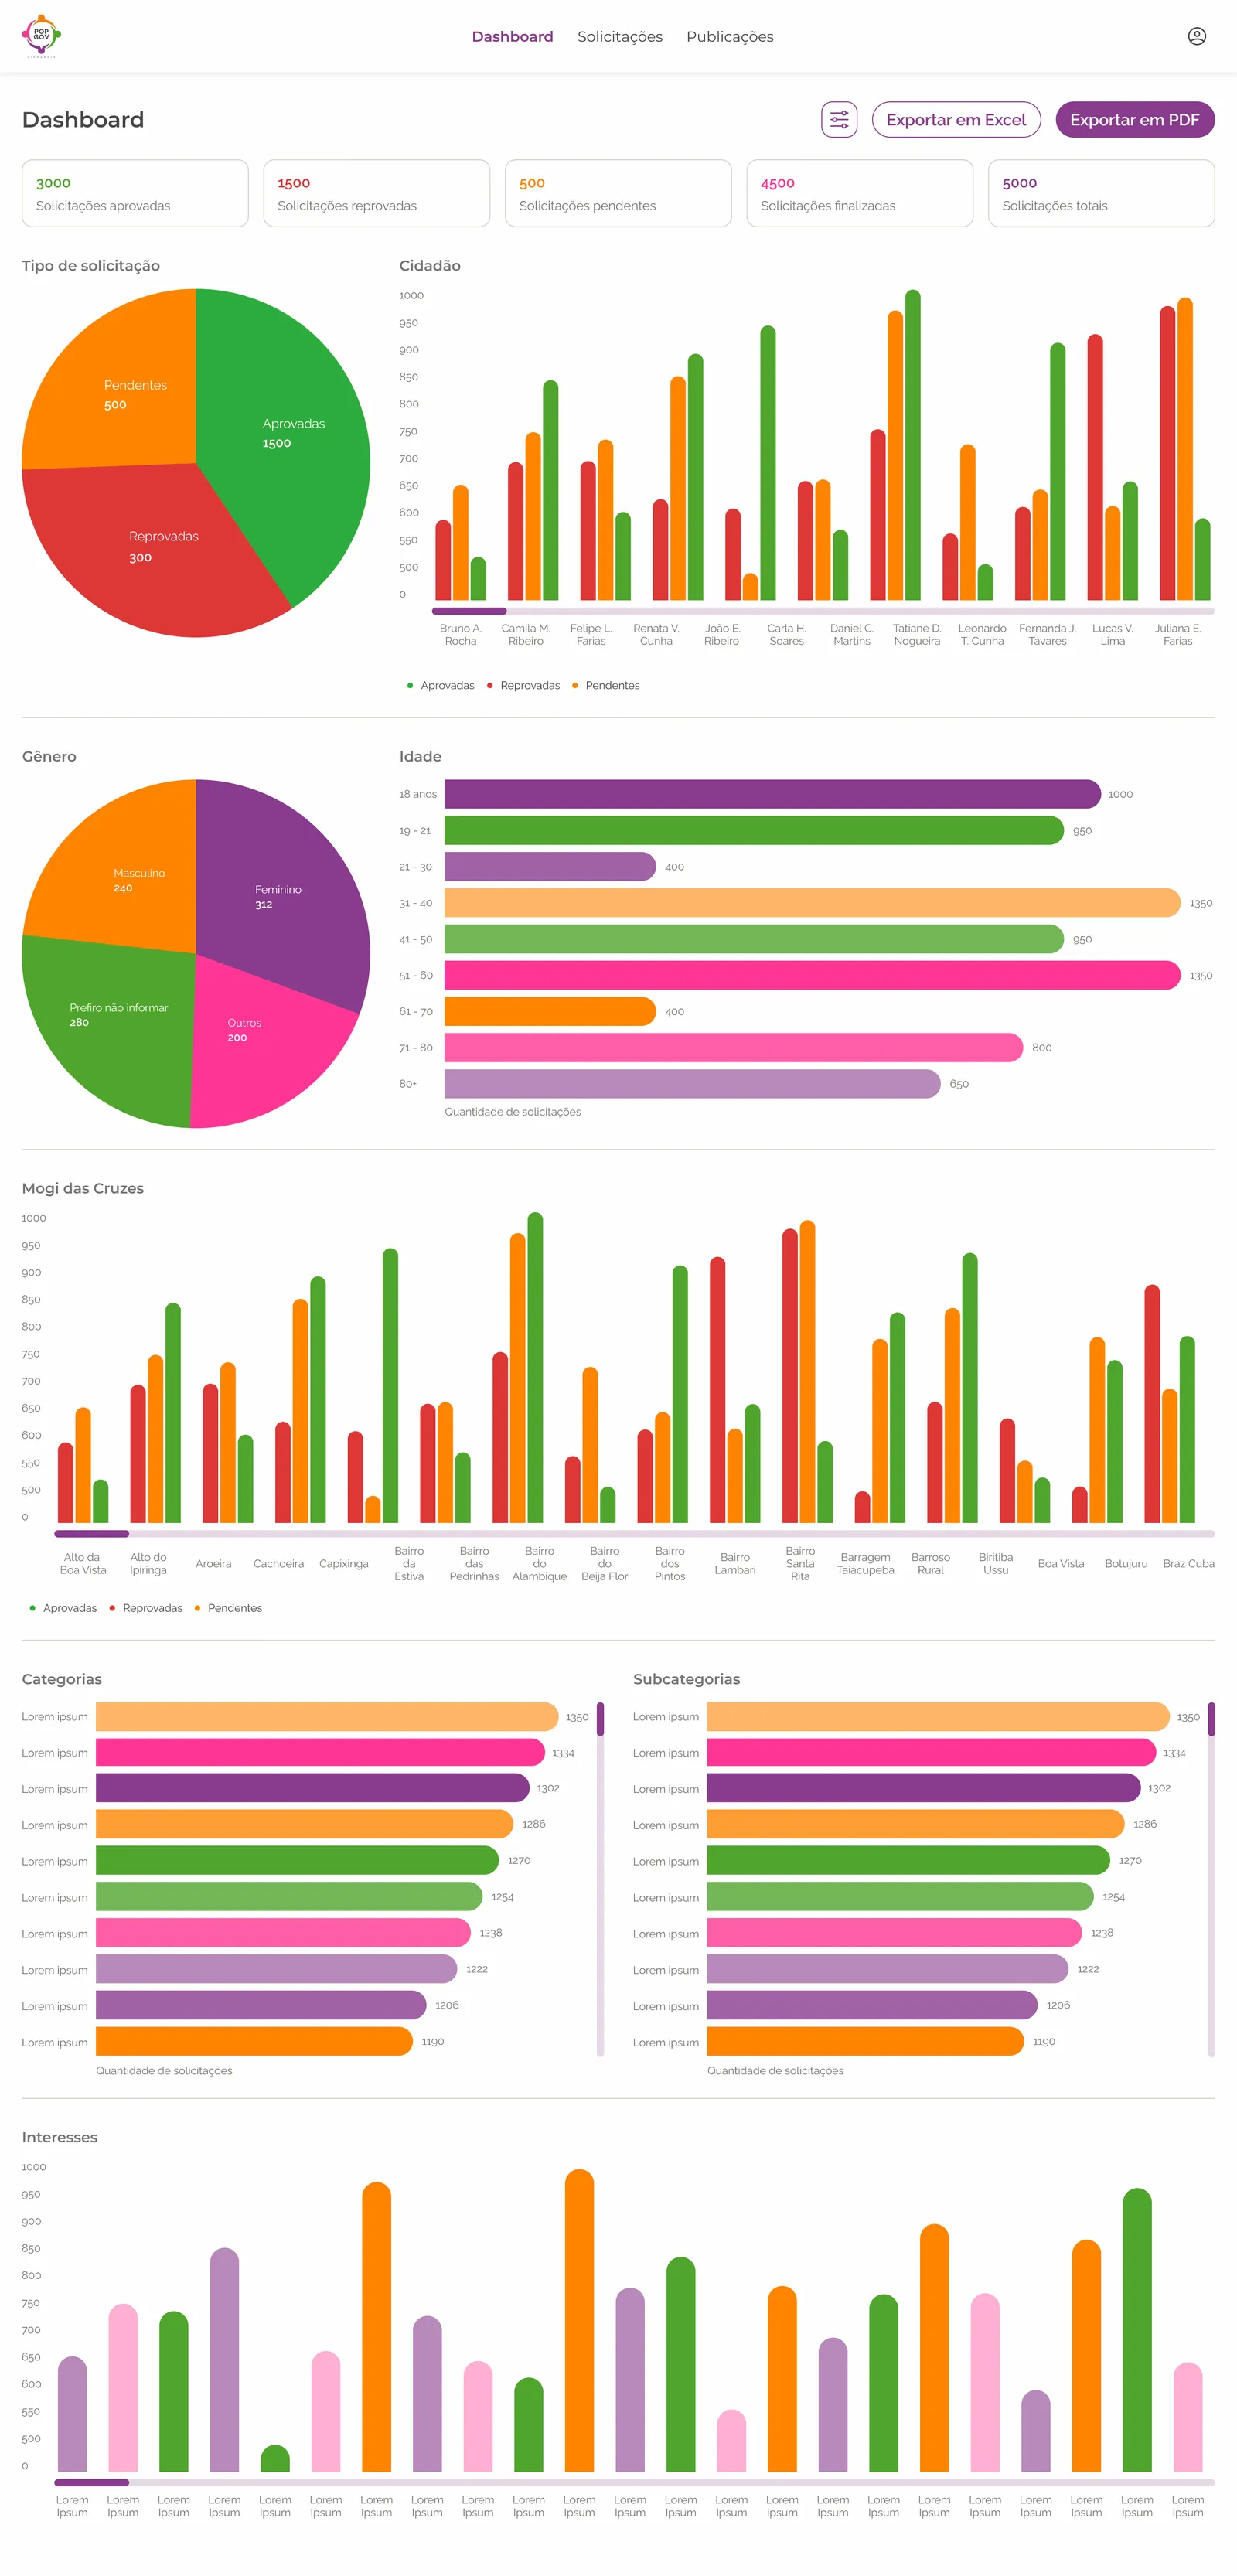 POP
GOV
Dashboard
Solicitações
Publicações
Dashboard
Exportar em Excel
Exportar em PDF
3000
Solicitações aprovadas
1500
Solicitações reprovadas
500
Solicitações pendentes
4500
Solicitações finalizadas
5000
Solicitações totais
Tipo de solicitação
Pendentes
500
Aprovadas
1500
Reprovadas
300
Cidadão
1000
950
900
850
800
750
700
650
600
550
500
0
Bruno A.
Rocha
Camila M.
Ribeiro
Felipe L.
Farias
Renata V.
Cunha
João E.
Ribeiro
Carla H.
Soares
Daniel C.
Martins
Tatiane D.
Nogueira
Leonardo
T. Cunha
Fernanda J.
Tavares
Lucas V.
Lima
Juliana E.
Farias
Aprovadas
Reprovadas
Pendentes
Gênero
Masculino
240
Feminino
312
Prefiro não informar
280
Outros
200
Idade
18 anos
1000
19 - 21
950
21 - 30
400
31 - 40
1350
41 - 50
950
51 - 60
1350
61 - 70
400
71 - 80
800
80+
650
Quantidade de solicitações
Mogi das Cruzes
1000
950
900
850
800
750
700
650
600
550
500
0
Alto da
Boa Vista
Alto do
Ipiringa
Aroeira
Cachoeira
Capixinga
Bairro
da
Estiva
Bairro
das
Pedrinhas
Bairro
do
Alambique
Bairro
do
Beija Flor
Bairro
dos
Pintos
Bairro
Lambari
Bairro
Santa
Rita
Barragem
Taiacupeba
Barroso
Rural
Biritiba
Ussu
Boa Vista
Botujuru
Braz Cuba
Aprovadas
Reprovadas
Pendentes
Categorias
Lorem ipsum
1350
Lorem ipsum
1334
Lorem ipsum
1302
Lorem ipsum
1286
Lorem ipsum
1270
Lorem ipsum
1254
Lorem ipsum
1238
Lorem ipsum
1222
Lorem ipsum
1206
Lorem ipsum
1190
Quantidade de solicitações
Subcategorias
Lorem ipsum
1350
Lorem ipsum
1334
Lorem ipsum
1302
Lorem ipsum
1286
Lorem ipsum
1270
Lorem ipsum
1254
Lorem ipsum
1238
Lorem ipsum
1222
Lorem ipsum
1206
Lorem ipsum
1190
Quantidade de solicitações
Interesses
1000
950
900
850
800
750
700
650
600
550
500
0
Lorem
Ipsum
Lorem
Ipsum
Lorem
Ipsum
Lorem
Ipsum
Lorem
Ipsum
Lorem
Ipsum
Lorem
Ipsum
Lorem
Ipsum
Lorem
Ipsum
Lorem
Ipsum
Lorem
Ipsum
Lorem
Ipsum
Lorem
Ipsum
Lorem
Ipsum
Lorem
Ipsum
Lorem
Ipsum
Lorem
Ipsum
Lorem
Ipsum
Lorem
Ipsum
Lorem
Ipsum
Lorem
Ipsum
Lorem
Ipsum
Lorem
Ipsum